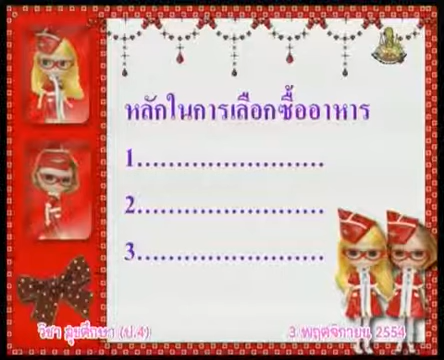 หลักในการเลือกซื้ออาหาร
1.........................
2.........................
3.........................
วิชา สุขศึกษา (ป.4)
3 พฤศจิกายน 2554